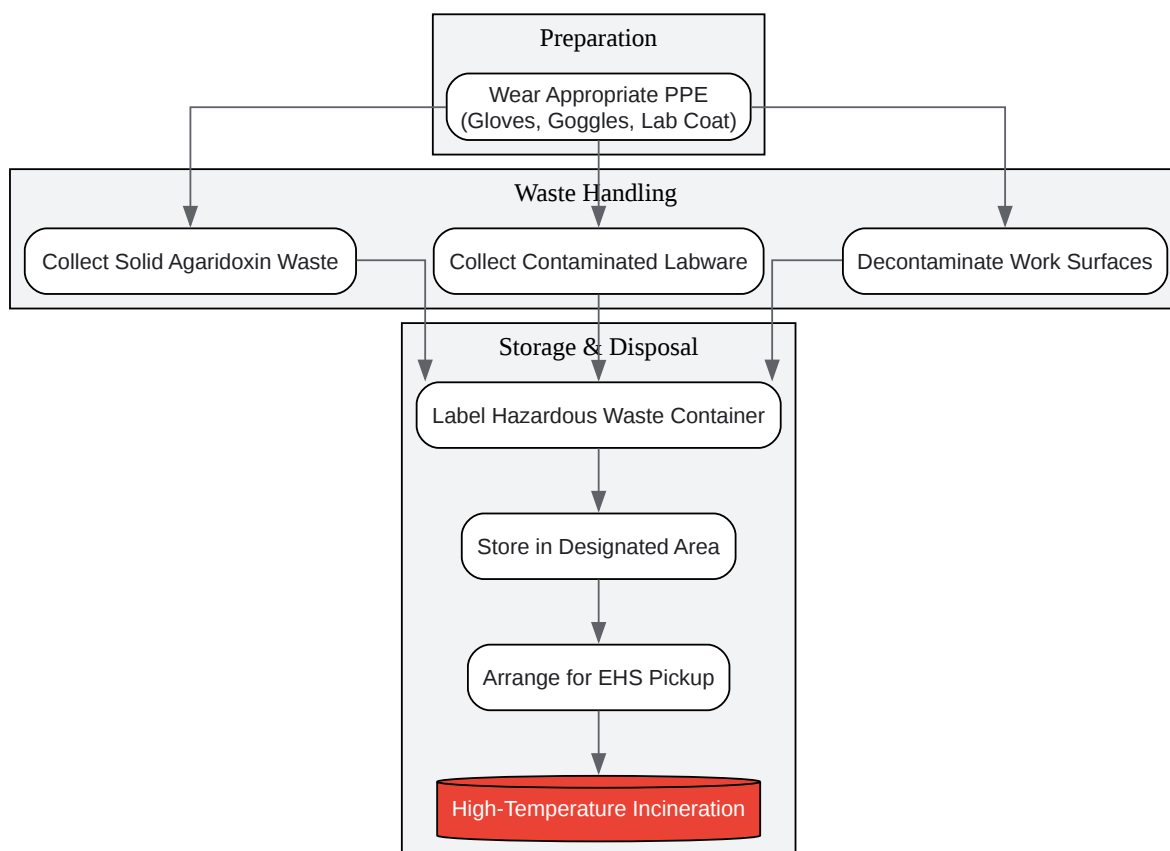 Preparation
Wear Appropriate PPE
(Gloves, Goggles, Lab Coat)
Waste Handling
Collect Solid Agaridoxin Waste
Collect Contaminated Labware
Decontaminate Work Surfaces
Storage & Disposal
Label Hazardous Waste Container
Store in Designated Area
Arrange for EHS Pickup
High-Temperature Incineration